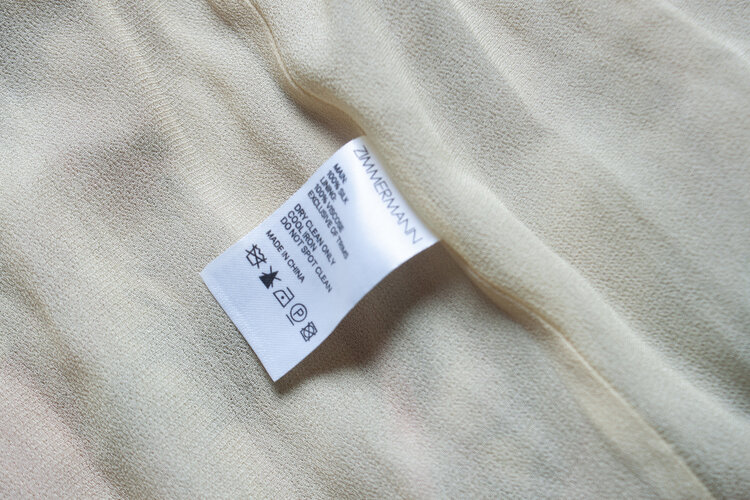 ZIMMERMANN
MAIN:
100% SILK
LINING:
100% VISCOSE
EXCLUSIVE OF TRIMS
DRY CLEAN ONLY
COOL IRON
DO NOT SPOT CLEAN
MADE IN CHINA
P